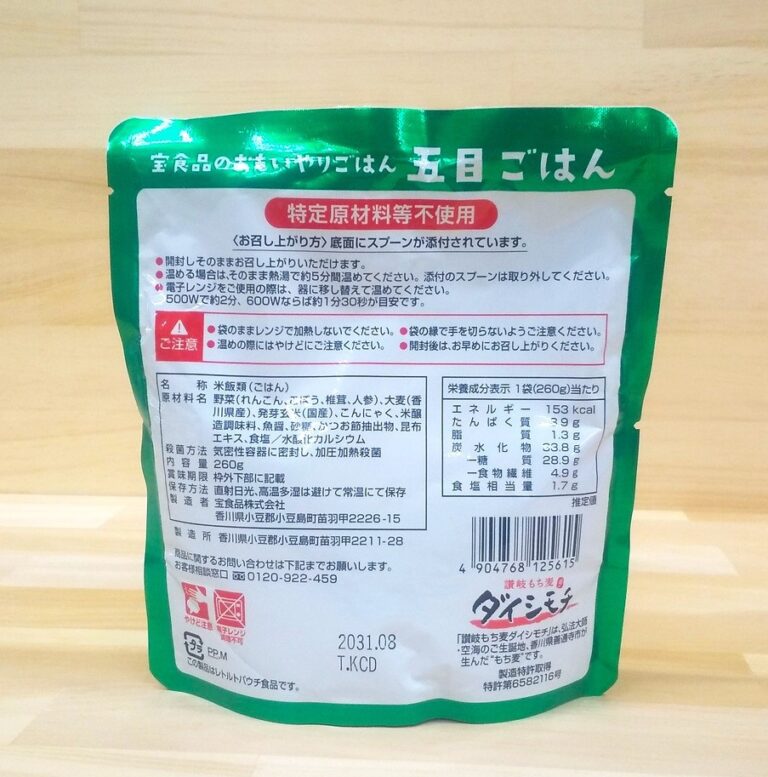 宝食品のおもいやりごはん 五目ごはん
特定原材料等不使用
〈お召し上がり方〉底面にスプーンが添付されています。
●開封しそのままお召し上がりいただけます。
●温める場合は、そのまま熱湯で約5分間温めてください。添付のスプーンは取り外してください。
●電子レンジをご使用の際は、器に移し替えて温めてください。
500Wで約2分、600Wならば約1分30秒が目安です。
ご注意
●袋のままレンジで加熱しないでください。●袋の縁で手を切らないようご注意ください。
●温めの際にはやけどにご注意ください。 ●開封後は、お早めにお召し上がりください。
名称 米飯類(ごはん)
原材料名 野菜(れんこん、ごぼう、椎茸、人参)、大麦(香
川県産)、発芽玄米(国産)、こんにゃく、米醸
造調味料、魚醤、砂糖、かつお節抽出物、昆布
エキス、食塩/水酸化カルシウム
殺菌方法 気密性容器に密封し、加圧加熱殺菌
内容量 260g
賞味期限 枠外下部に記載
保存方法 直射日光、高温多湿は避けて常温にて保存
製造者 宝食品株式会社
香川県小豆郡小豆島町苗羽甲2226-15
製造所 香川県小豆郡小豆島町苗羽甲2211-28
商品に関するお問い合わせは下記までお願いします。
お客様相談窓口 0120-922-459
やけど注意
電子レンジ
調理不可
プラ PP,M
この製品はレトルトパウチ食品です。
2031.08
T.KCD
栄養成分表示 1袋(260g)当たり
エネルギー 153 kcal
たんぱく質 3.9 g
脂質 1.3 g
炭水化物 33.8 g
―糖質 28.9 g
―食物繊維 4.9 g
食塩相当量 1.7 g
推定値
4 904768 125615
讃岐もち麦
ダイシモチ
「讃岐もち麦ダイシモチ」は、弘法大師
・空海のご生誕地、香川県善通寺市が
生んだ“もち麦”です。
製造特許取得
特許第6582116号